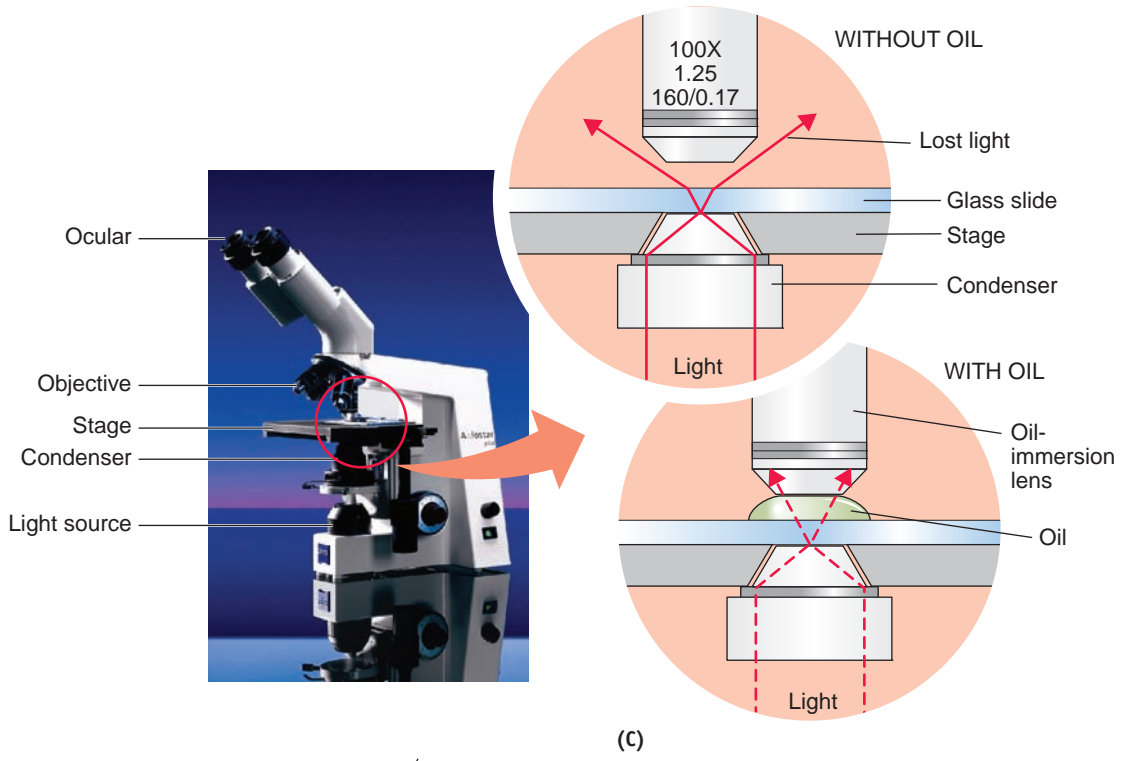 WITHOUT OIL
100X
1.25
160/0.17
Lost light
Glass slide
Stage
Condenser
Light
Ocular
Objective
Stage
Condenser
Light source
WITH OIL
Oil-
immersion
lens
Oil
Light
(C)